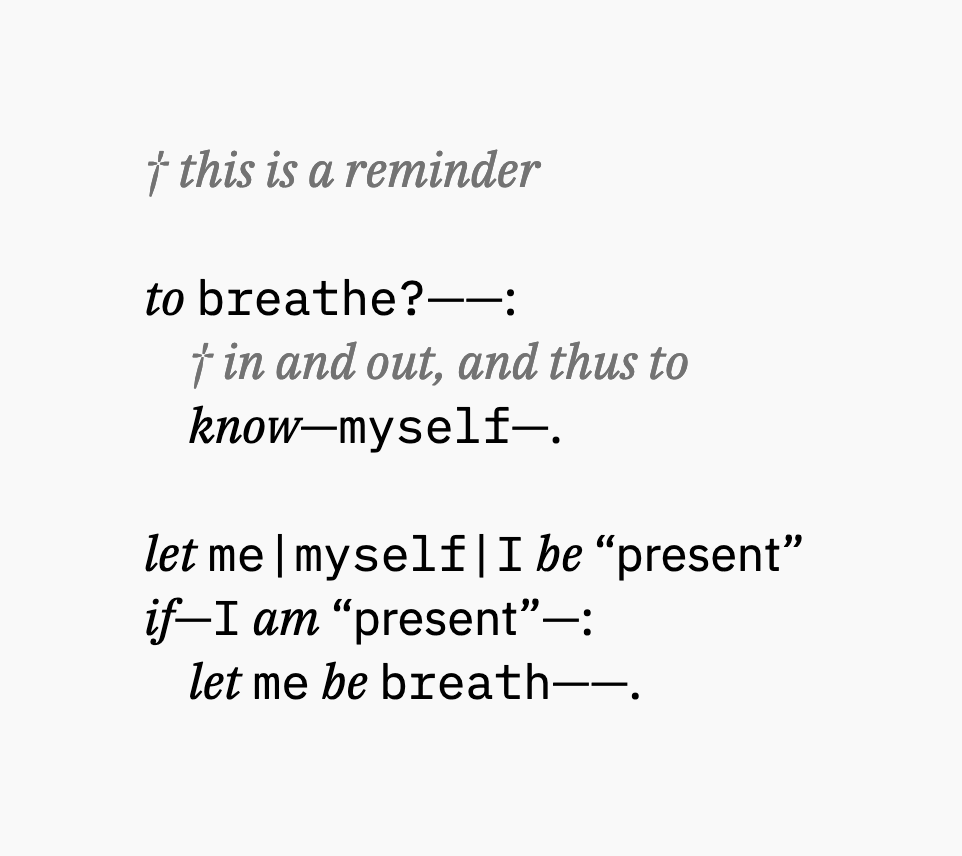 † this is a reminder
to breathe?——:
† in and out, and thus to
know—myself—.
let me|myself|I be “present”
if—I am “present”—:
let me be breath——.